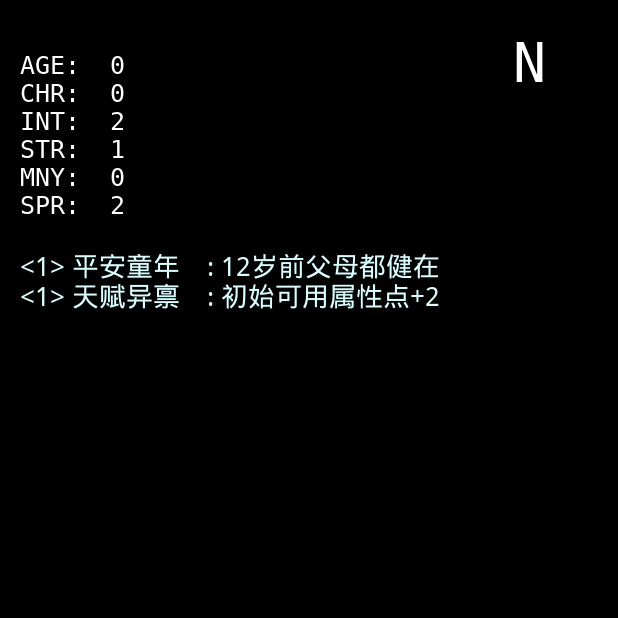 N
AGE: 0
CHR: 0
INT: 2
STR: 1
MNY: 0
SPR: 2
<1> 平安童年 : 12岁前父母都健在
<1> 天赋异禀 : 初始可用属性点+2